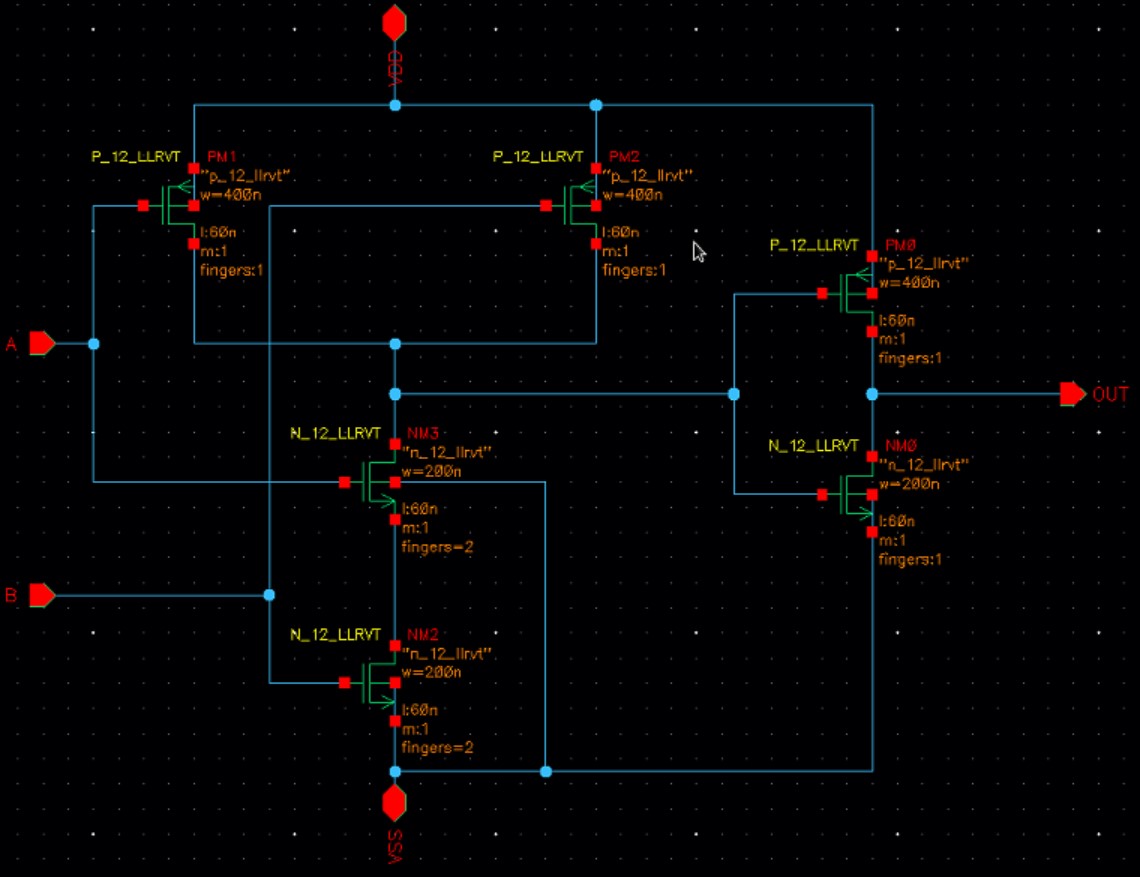 VDD
P_12_LLRVT
PM1
"p_12_llrvt"
w=400n
l:60n
m:1
fingers:1
P_12_LLRVT
PM2
"p_12_llrvt"
w=400n
l:60n
m:1
fingers:1
P_12_LLRVT
PM0
"p_12_llrvt"
w=400n
l:60n
m:1
fingers:1
A
OUT
N_12_LLRVT
NM3
"n_12_llrvt"
w=200n
l:60n
m:1
fingers=2
N_12_LLRVT
NM0
"n_12_llrvt"
w=200n
l:60n
m:1
fingers:1
B
N_12_LLRVT
NM2
"n_12_llrvt"
w=200n
l:60n
m:1
fingers=2
VSS